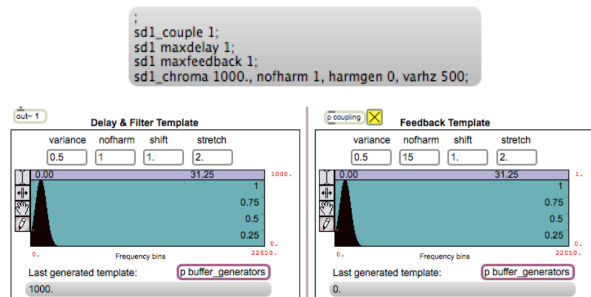 ;
sd1_couple 1;
sd1 maxdelay 1;
sd1 maxfeedback 1;
sd1_chroma 1000., nofharm 1, harmgen 0, varhz 500;
out~ 1
Delay & Filter Template
variance nofharm shift stretch
0.5 1 1. 2.
0.00 31.25 1000.
1
0.75
0.5
0.25
0.
0. Frequency bins 22050.
Last generated template: p buffer_generators
1000.
p coupling
Feedback Template
variance nofharm shift stretch
0.5 15 1. 2.
0.00 31.25 1.
1
0.75
0.5
0.25
0.
0. Frequency bins 22050.
Last generated template: p buffer_generators
0.